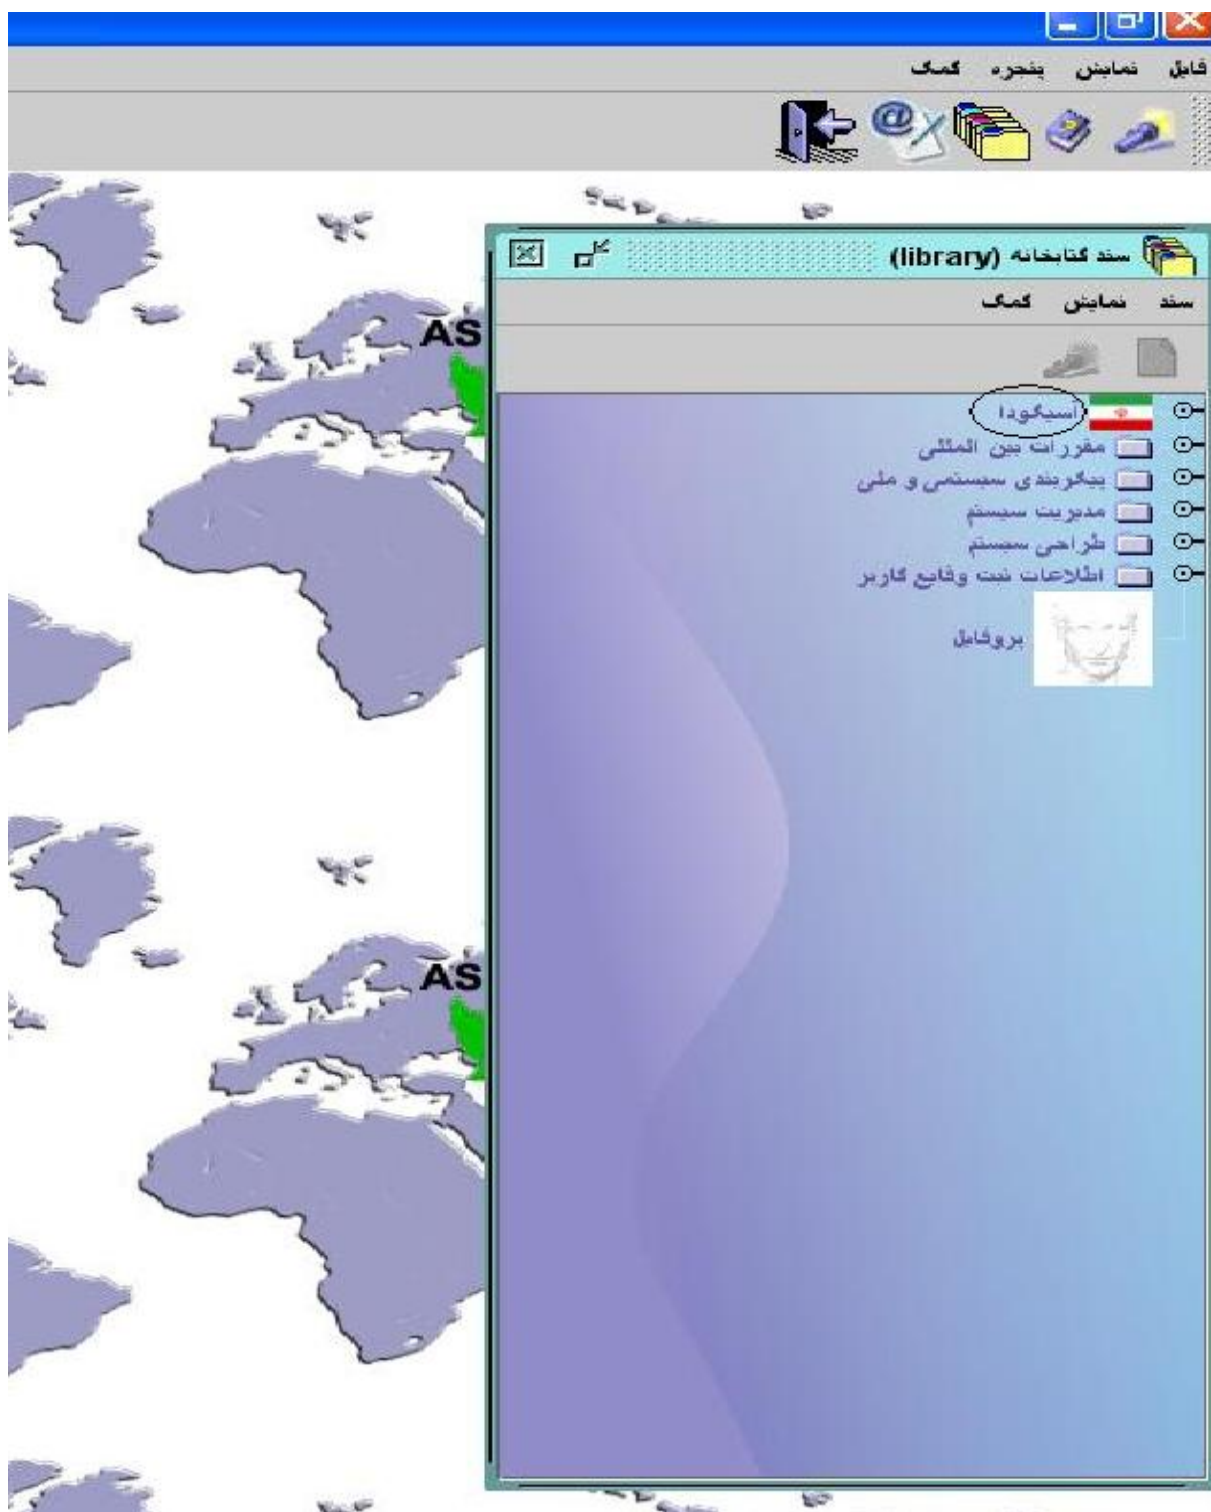 فایل نمایش پنجره کمک
سند کتابخانه (library)
سند نمایش کمک
AS
آسیگودا
مقررات بین المللی
پیکربندی سیستمی و ملی
مدیریت سیستم
طراحی سیستم
اطلاعات ثبت وقایع کاربر
پروفایل
AS